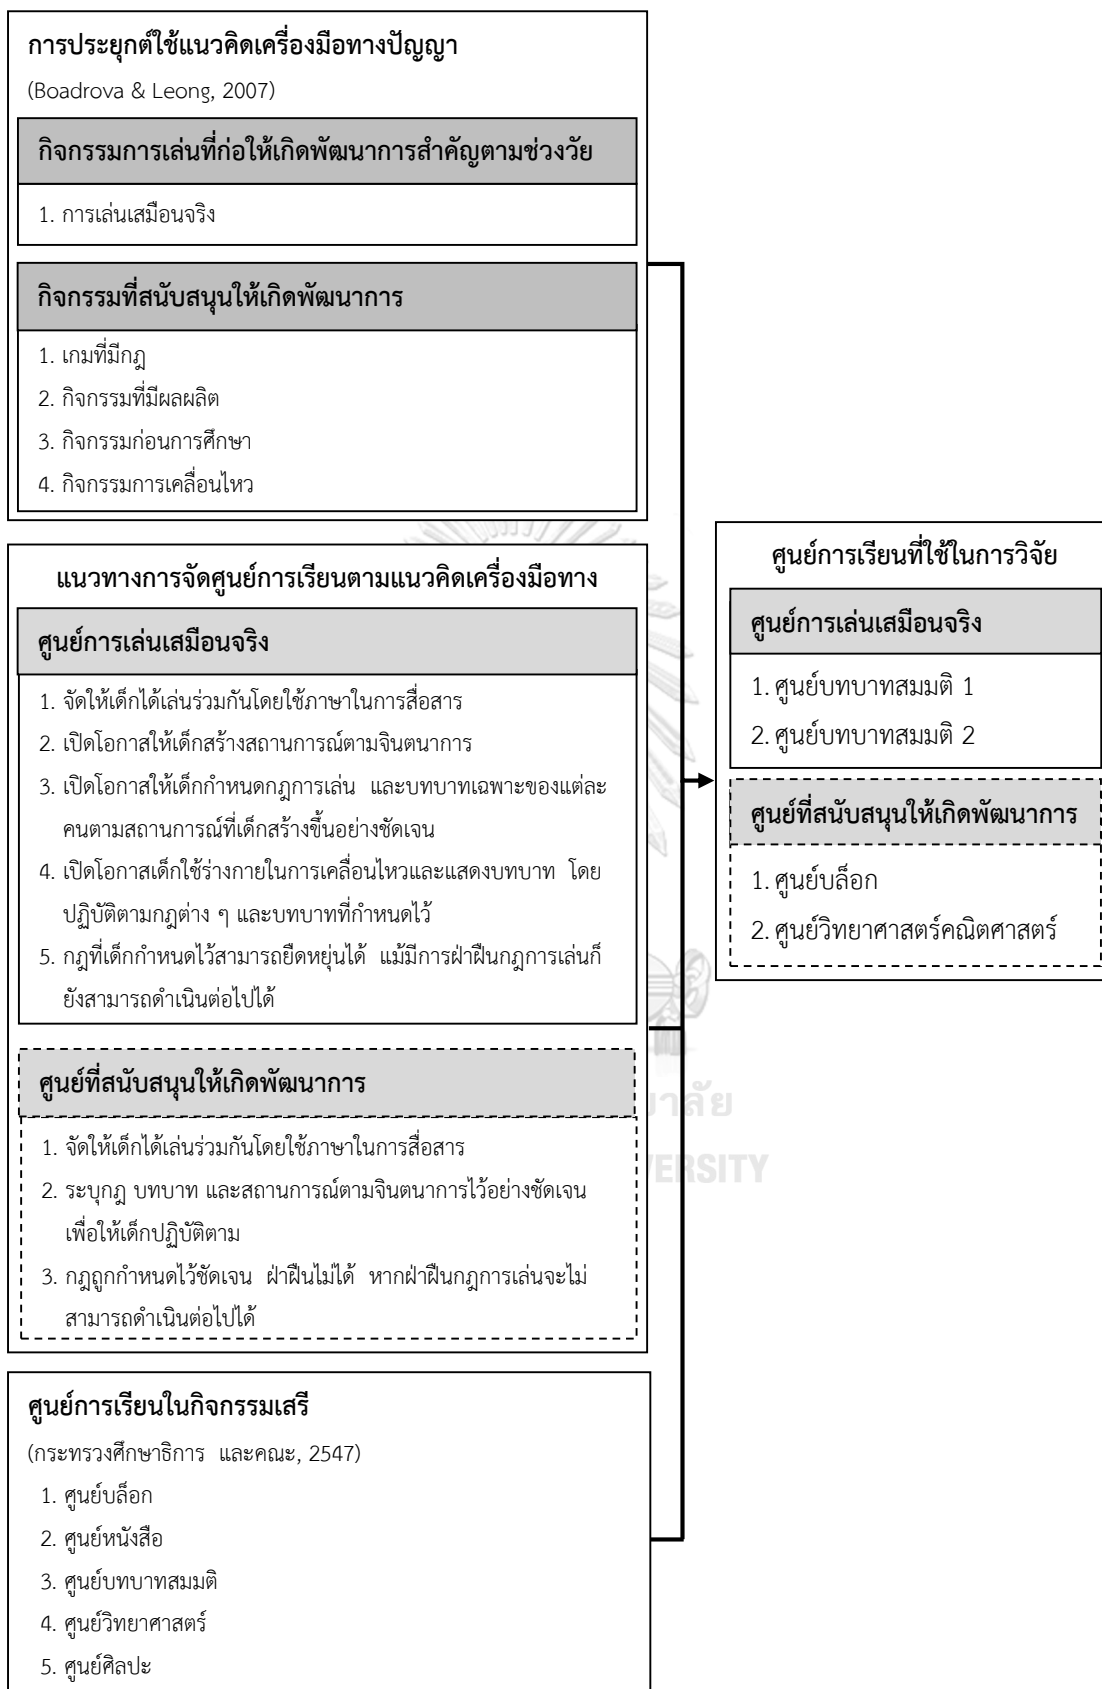 การประยุกต์ใช้แนวคิดเครื่องมือทางปัญญา
(Boadrova & Leong, 2007)
กิจกรรมการเล่นที่ก่อให้เกิดพัฒนาการสำคัญตามช่วงวัย
1. การเล่นเสมือนจริง
กิจกรรมที่สนับสนุนให้เกิดพัฒนาการ
1. เกมที่มีกฎ
2. กิจกรรมที่มีผลผลิต
3. กิจกรรมก่อนการศึกษา
4. กิจกรรมการเคลื่อนไหว
แนวทางการจัดศูนย์การเรียนตามแนวคิดเครื่องมือทาง
ศูนย์การเล่นเสมือนจริง
1. จัดให้เด็กได้เล่นร่วมกันโดยใช้ภาษาในการสื่อสาร
2. เปิดโอกาสให้เด็กสร้างสถานการณ์ตามจินตนาการ
3. เปิดโอกาสให้เด็กกำหนดกฎการเล่น และบทบาทเฉพาะของแต่ละ
คนตามสถานการณ์ที่เด็กสร้างขึ้นอย่างชัดเจน
4. เปิดโอกาสเด็กใช้ร่างกายในการเคลื่อนไหวและแสดงบทบาท โดย
ปฏิบัติตามกฎต่าง ๆ และบทบาทที่กำหนดไว้
5. กฎที่เด็กกำหนดไว้สามารถยืดหยุ่นได้ แม้มีการฝ่าฝืนกฎการเล่นก็
ยังสามารถดำเนินต่อไปได้
ศูนย์ที่สนับสนุนให้เกิดพัฒนาการ
1. จัดให้เด็กได้เล่นร่วมกันโดยใช้ภาษาในการสื่อสาร
2. ระบุกฎ บทบาท และสถานการณ์ตามจินตนาการไว้อย่างชัดเจน
เพื่อให้เด็กปฏิบัติตาม
3. กฎถูกกำหนดไว้ชัดเจน ฝ่าฝืนไม่ได้ หากฝ่าฝืนกฎการเล่นจะไม่
สามารถดำเนินต่อไปได้
ศูนย์การเรียนในกิจกรรมเสรี
(กระทรวงศึกษาธิการ และคณะ, 2547)
1. ศูนย์บล็อก
2. ศูนย์หนังสือ
3. ศูนย์บทบาทสมมติ
4. ศูนย์วิทยาศาสตร์
5. ศูนย์ศิลปะ
ศูนย์การเรียนที่ใช้ในการวิจัย
ศูนย์การเล่นเสมือนจริง
1. ศูนย์บทบาทสมมติ 1
2. ศูนย์บทบาทสมมติ 2
ศูนย์ที่สนับสนุนให้เกิดพัฒนาการ
1. ศูนย์บล็อก
2. ศูนย์วิทยาศาสตร์คณิตศาสตร์